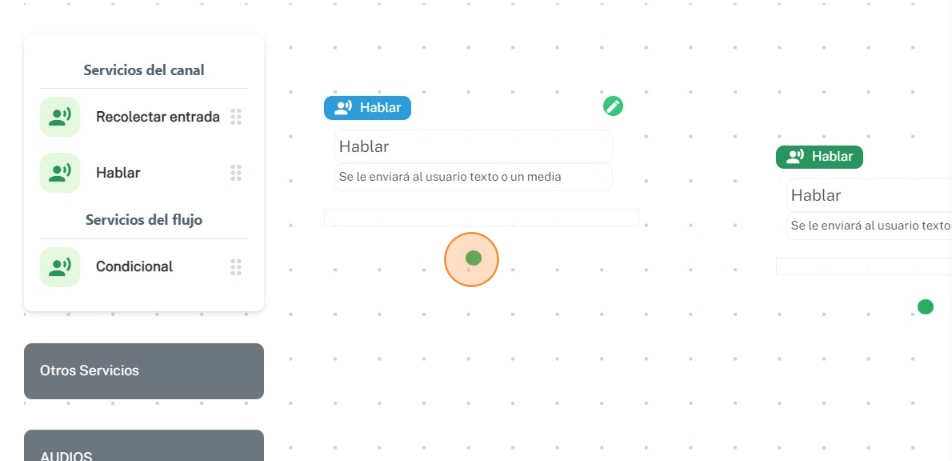 Servicios del canal
Recolectar entrada
Hablar
Servicios del flujo
Condicional
Otros Servicios
AUDIOS
Hablar
Hablar
Se le enviará al usuario texto o un media
Hablar
Hablar
Se le enviará al usuario texto